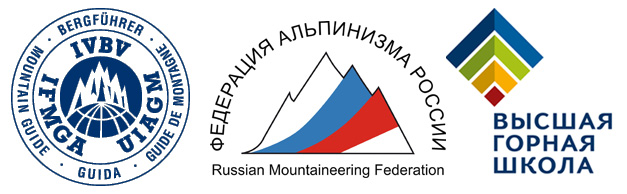 · BERGFÜHRER · GUIDE DE MONTAGNE · GUIDA · MOUNTAIN GUIDE
IVBV
IFMGA
UIAGM
ФЕДЕРАЦИЯ АЛЬПИНИЗМА РОССИИ
Russian Mountaineering Federation
ВЫСШАЯ
ГОРНАЯ
ШКОЛА